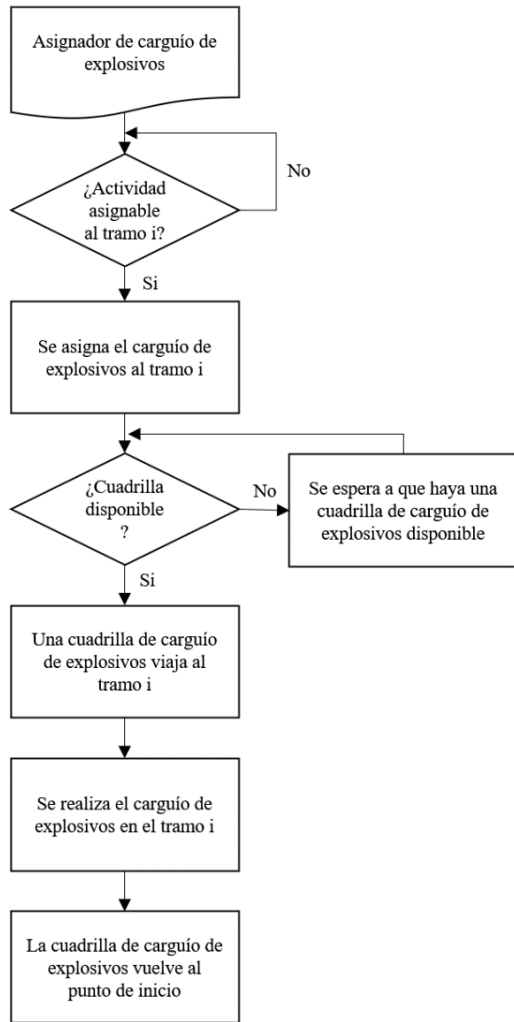 Asignador de carguío de
explosivos
No
¿Actividad
asignable
al tramo i?
Si
Se asigna el carguío de
explosivos al tramo i
¿Cuadrilla
disponible
?
No
Se espera a que haya una
cuadrilla de carguío de
explosivos disponible
Si
Una cuadrilla de carguío
de explosivos viaja al
tramo i
Se realiza el carguío de
explosivos en el tramo i
La cuadrilla de carguío de
explosivos vuelve al
punto de inicio